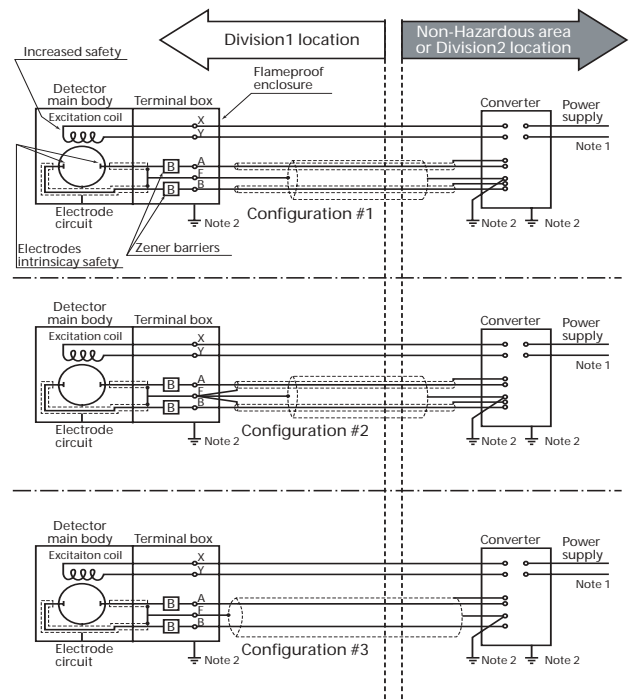 Division1 location
Non-Hazardous area
or Division2 location
Increased safety
Flameproof
enclosure
Detector
main body
Terminal box
Converter
Power
supply
Excitation coil
X
Y
Note 1
B
A
E
B
B
Electrode
circuit
Note 2
Configuration #1
Note 2
Note 2
Electrodes
intrinsicay safety
Zener barriers
Detector
main body
Terminal box
Converter
Power
supply
Excitation coil
X
Y
Note 1
B
A
E
B
B
Electrode
circuit
Note 2
Configuration #2
Note 2
Note 2
Detector
main body
Terminal box
Converter
Power
supply
Excitaiton coil
X
Y
Note 1
B
A
E
B
B
Electrode
circuit
Note 2
Configuration #3
Note 2
Note 2